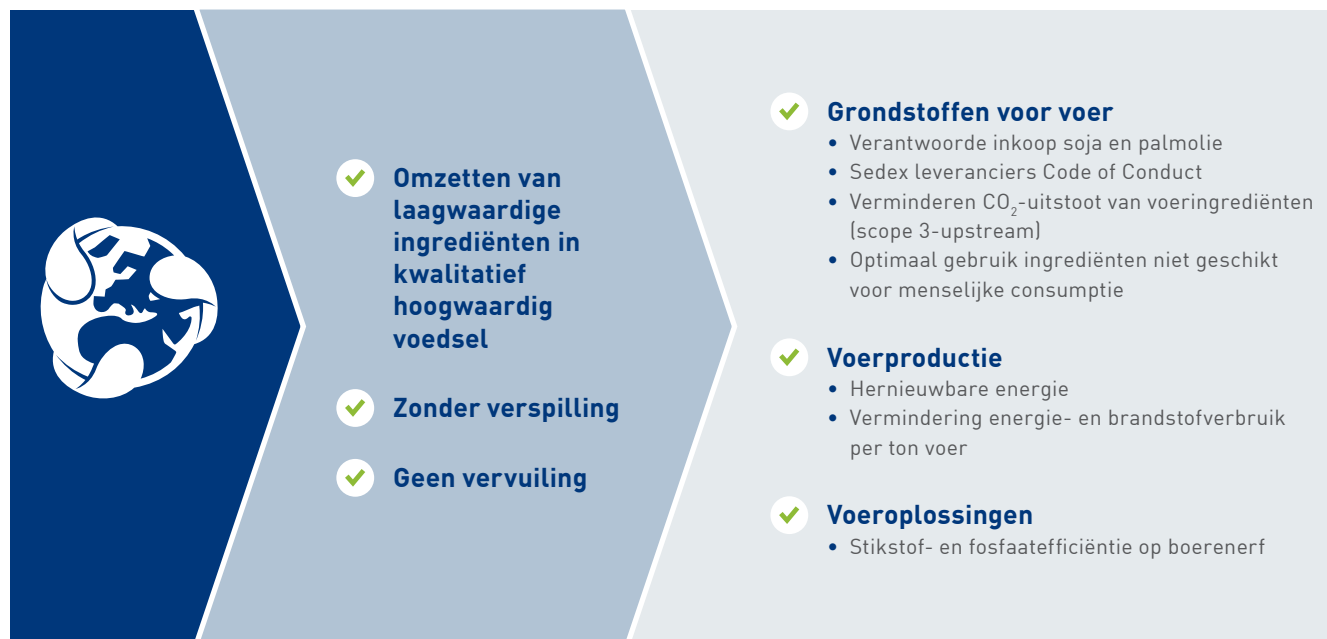 Omzetten van
laagwaardige
ingrediënten in
kwalitatief
hoogwaardig
voedsel
Zonder verspilling
Geen vervuiling
Grondstoffen voor voer
• Verantwoorde inkoop soja en palmolie
• Sedex leveranciers Code of Conduct
• Verminderen CO₂-uitstoot van voeringrediënten
(scope 3-upstream)
• Optimaal gebruik ingrediënten niet geschikt
voor menselijke consumptie
Voerproductie
• Hernieuwbare energie
• Vermindering energie- en brandstofverbruik
per ton voer
Voeroplossingen
• Stikstof- en fosfaatefficiëntie op boerenerf